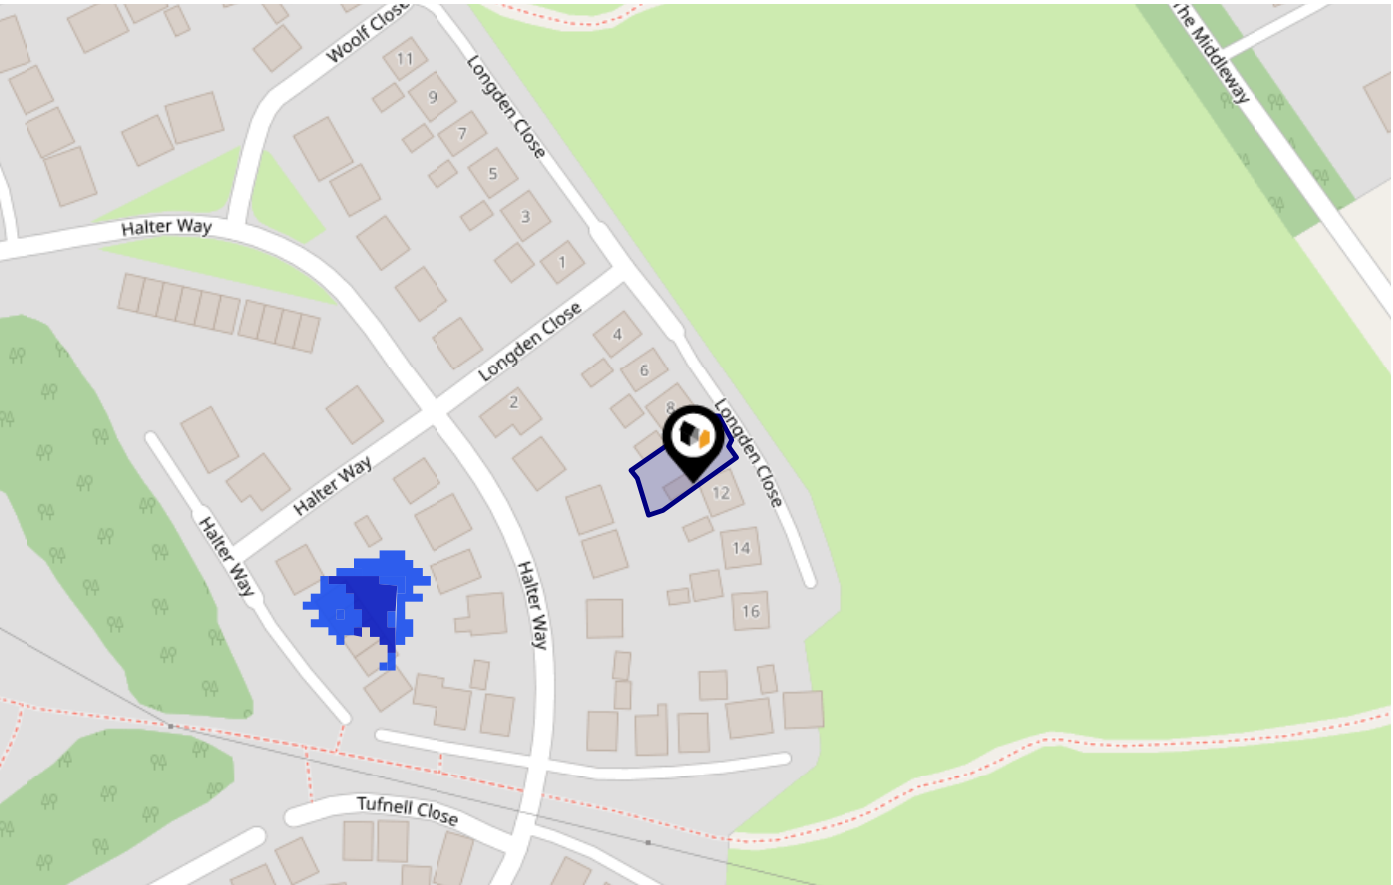 Woolf Close
The Middleway
11
Longden Close
9
7
5
3
Halter Way
1
Longden Close
4
6
2
8
Longden Close
Halter Way
12
Halter Way
14
Halter Way
16
Tufnell Close